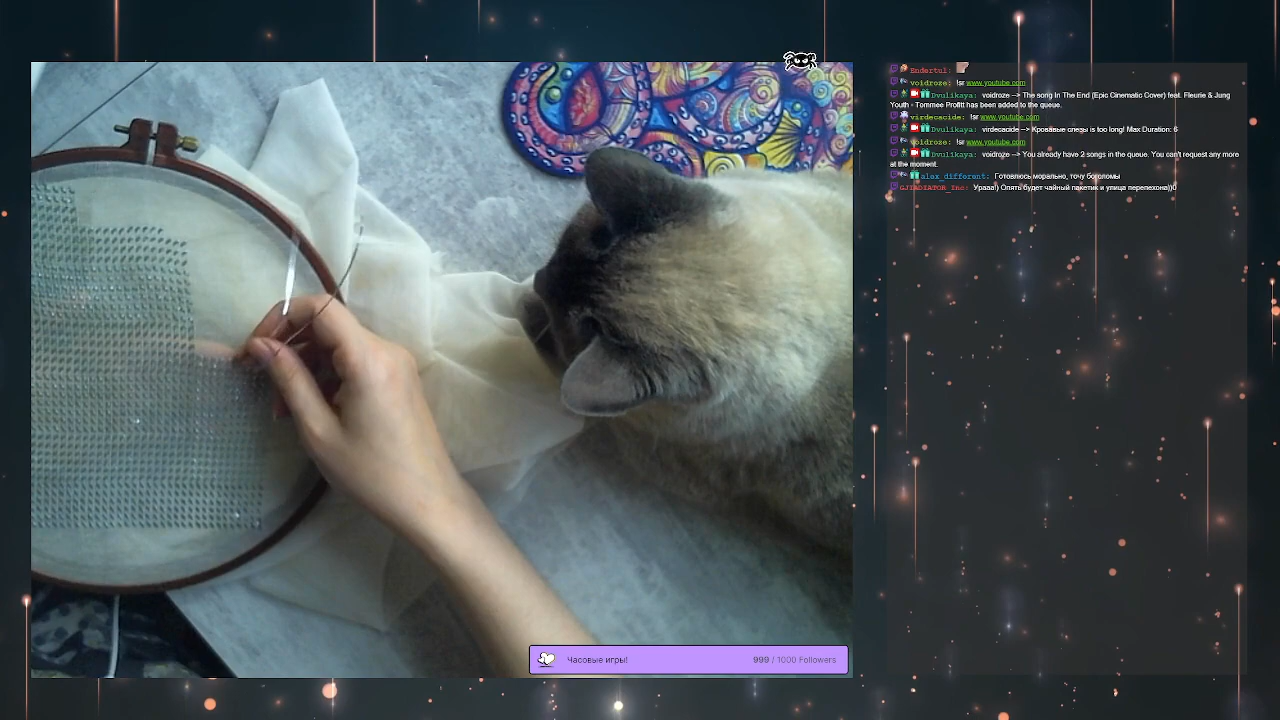 Endertul:
voidroze: !sr www.youtube.com
Dvulikaya: voidroze --> The song In The End (Epic Cinematic Cover) feat. Fleurie & Jung
Youth - Tommee Profitt has been added to the queue.
virdecacide: !sr www.youtube.com
Dvulikaya: virdecacide --> Кровавые слезы is too long! Max Duration: 6
voidroze: !sr www.youtube.com
Dvulikaya: voidroze --> You already have 2 songs in the queue. You can't request any more
at the moment.
alex_different: Готовлюсь морально, точу боголомы
GJIADIATOR_Inc: Урааа!) Опять будет чайный пакетик и улица перепехона))0
Часовые игры! 999 / 1000 Followers